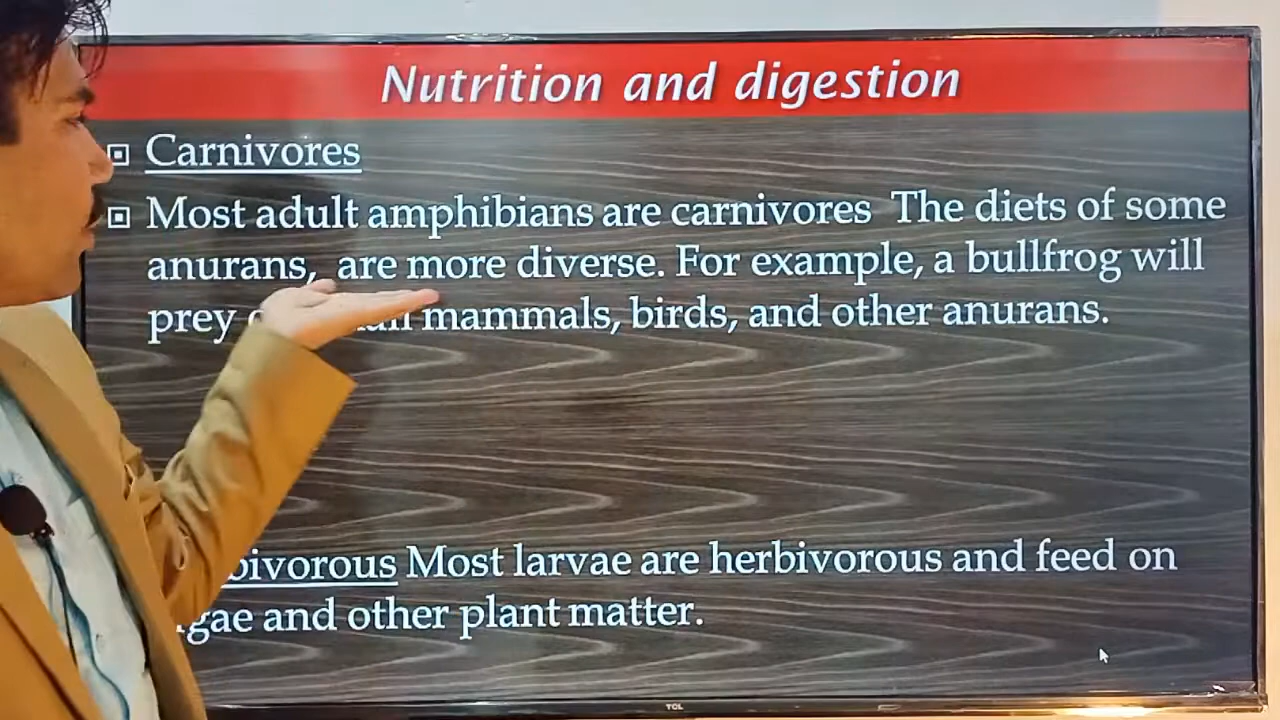 Nutrition and digestion
Carnivores
Most adult amphibians are carnivores The diets of some
anurans, are more diverse. For example, a bullfrog will
prey mammals, birds, and other anurans.
Most larvae are herbivorous and feed on
and other plant matter.
TCL